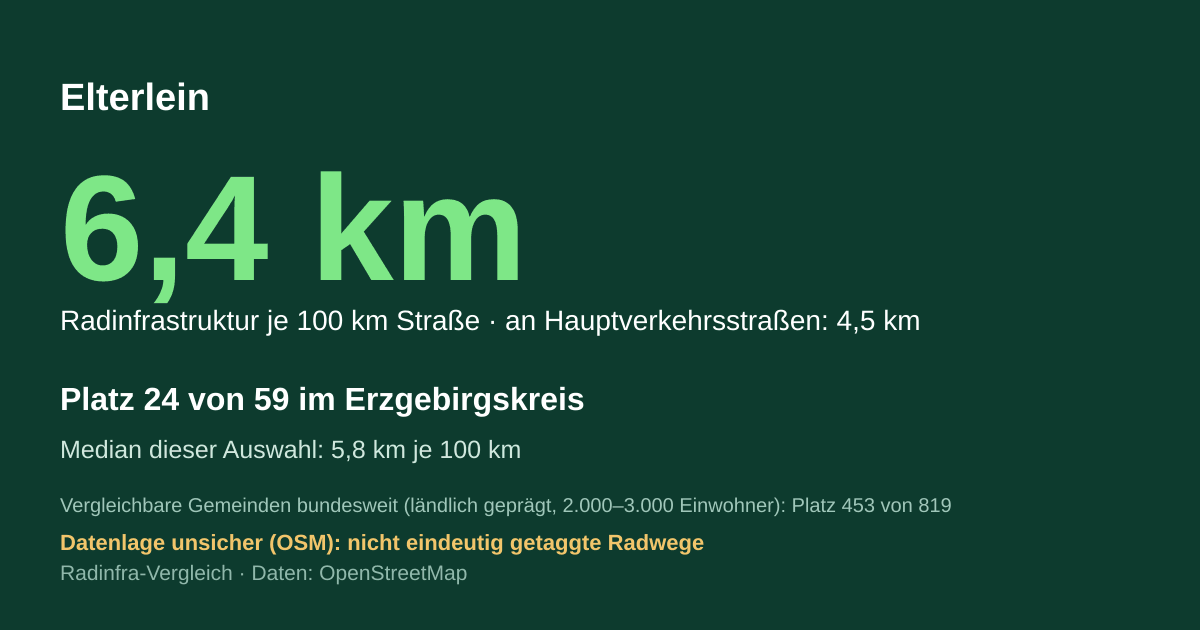 Elterlein
6,4 km
Radinfrastruktur je 100 km Straße · an Hauptverkehrsstraßen: 4,5 km
Platz 24 von 59 im Erzgebirgskreis
Median dieser Auswahl: 5,8 km je 100 km
Vergleichbare Gemeinden bundesweit (ländlich geprägt, 2.000–3.000 Einwohner): Platz 453 von 819
Datenlage unsicher (OSM): nicht eindeutig getaggte Radwege
Radinfra-Vergleich · Daten: OpenStreetMap